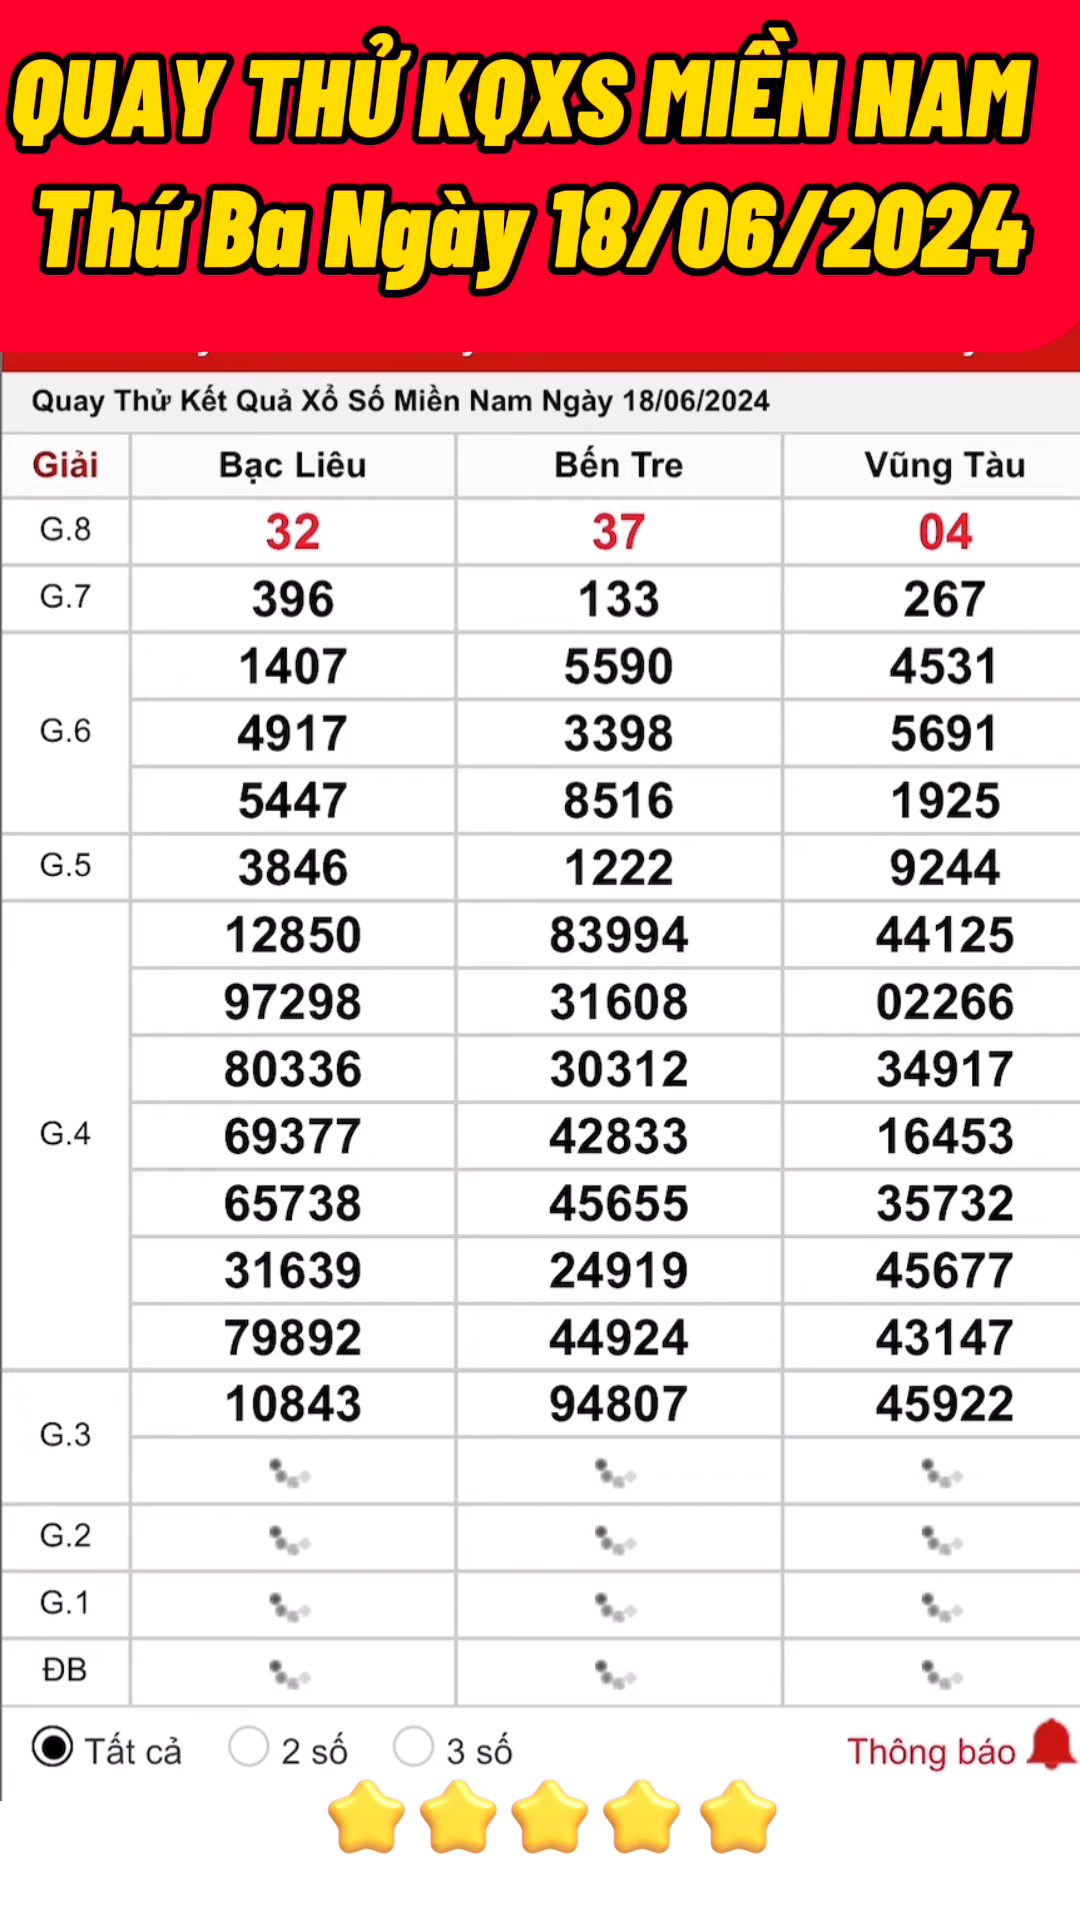 QUAY THỬ KQXS MIỀN NAM
Thứ Ba Ngày 18/06/2024
Quay Thử Kết Quả Xổ Số Miền Nam Ngày 18/06/2024
Giải Bạc Liêu Bến Tre Vũng Tàu
G.8 32 37 04
G.7 396 133 267
1407 5590 4531
G.6 4917 3398 5691
5447 8516 1925
G.5 3846 1222 9244
12850 83994 44125
97298 31608 02266
80336 30312 34917
G.4 69377 42833 16453
65738 45655 35732
31639 24919 45677
79892 44924 43147
10843 94807 45922
G.3
G.2
G.1
ĐB
Tất cả 2 số 3 số Thông báo